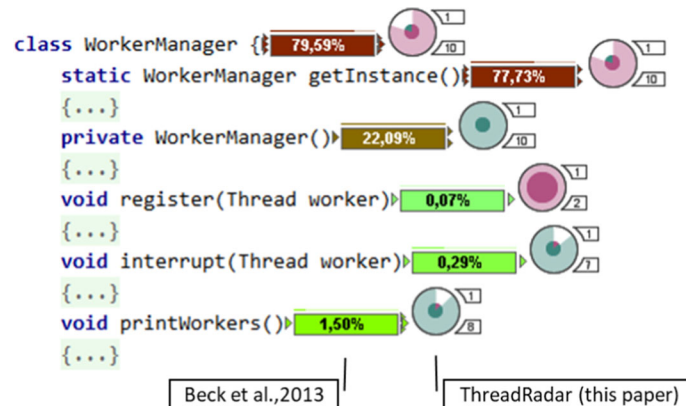 class WorkerManager { 79,59% 1 10
static WorkerManager getInstance() 77,73% 1 10
{...}
private WorkerManager() 22,09% 1 10
{...}
void register(Thread worker) 0,07% 1 2
{...}
void interrupt(Thread worker) 0,29% 1 7
{...}
void printWorkers() 1,50% 1 8
{...}
Beck et al.,2013 ThreadRadar (this paper)